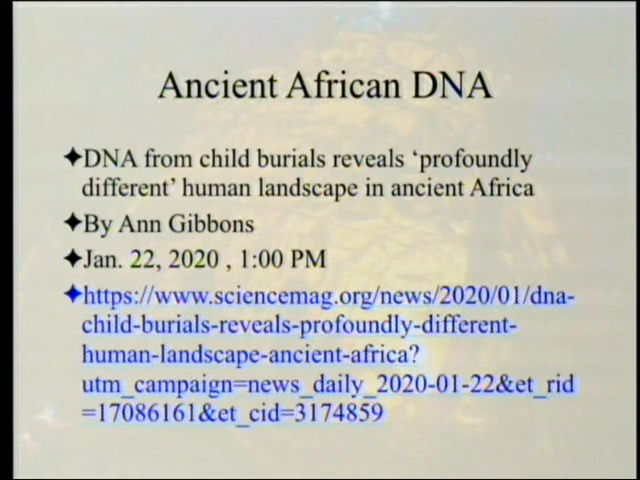 Ancient African DNA
✦DNA from child burials reveals ‘profoundly
different’ human landscape in ancient Africa
✦By Ann Gibbons
✦Jan. 22, 2020 , 1:00 PM
✦https://www.sciencemag.org/news/2020/01/dna-
child-burials-reveals-profoundly-different-
human-landscape-ancient-africa?
utm_campaign=news_daily_2020-01-22&et_rid
=17086161&et_cid=3174859